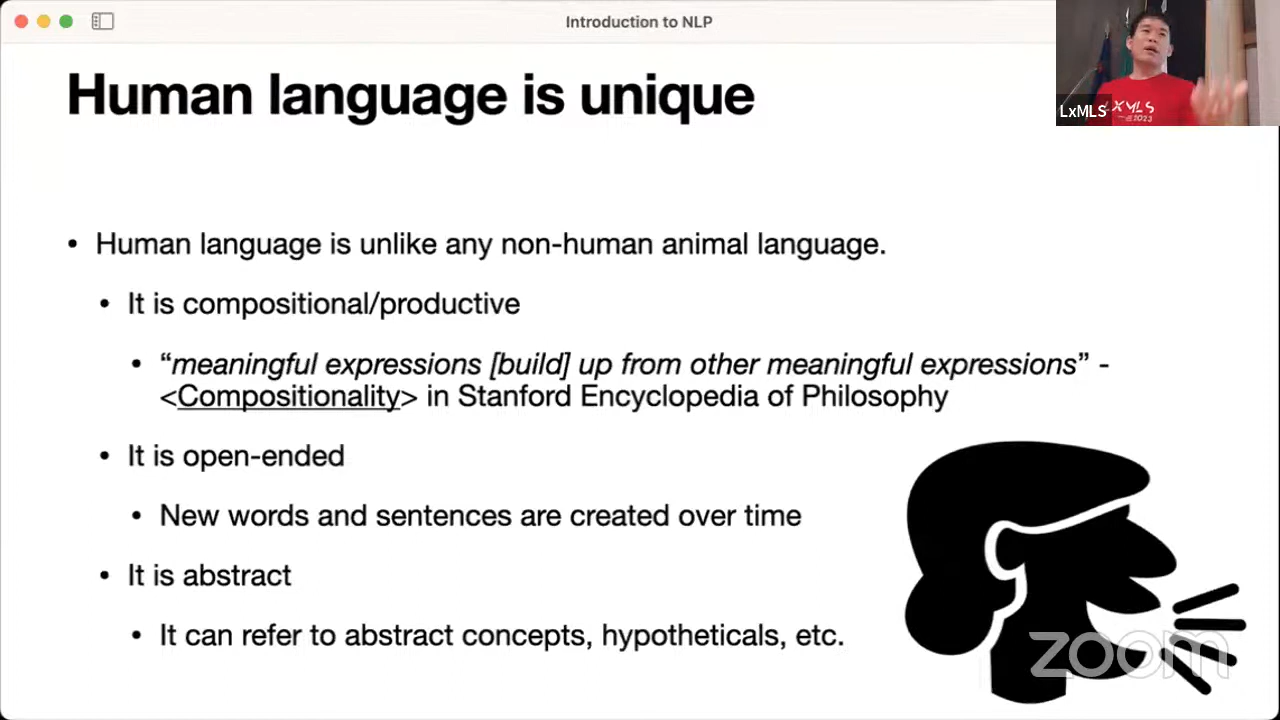 Introduction to NLP
Human language is unique
LxMLS
LXMLS
2023
• Human language is unlike any non-human animal language.
• It is compositional/productive
• “meaningful expressions [build] up from other meaningful expressions” -
<Compositionality> in Stanford Encyclopedia of Philosophy
• It is open-ended
• New words and sentences are created over time
• It is abstract
• It can refer to abstract concepts, hypotheticals, etc.
zoom